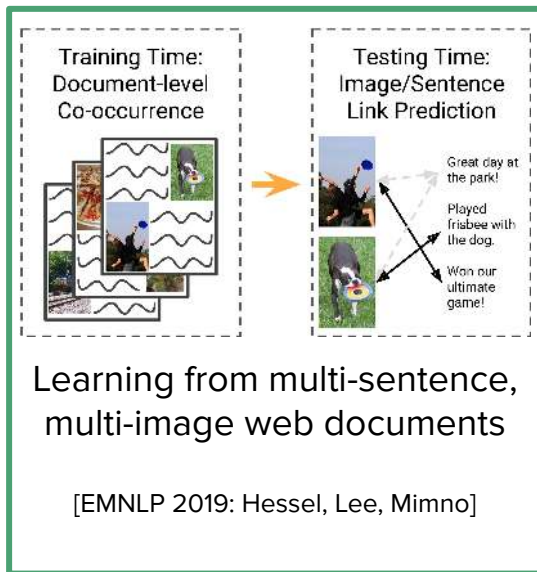 Training Time:
Document-level
Co-occurrence
Testing Time:
Image/Sentence
Link Prediction
Great day at
the park!
Played
frisbee with
the dog.
Won our
ultimate
game!
Learning from multi-sentence,
multi-image web documents
[EMNLP 2019: Hessel, Lee, Mimno]